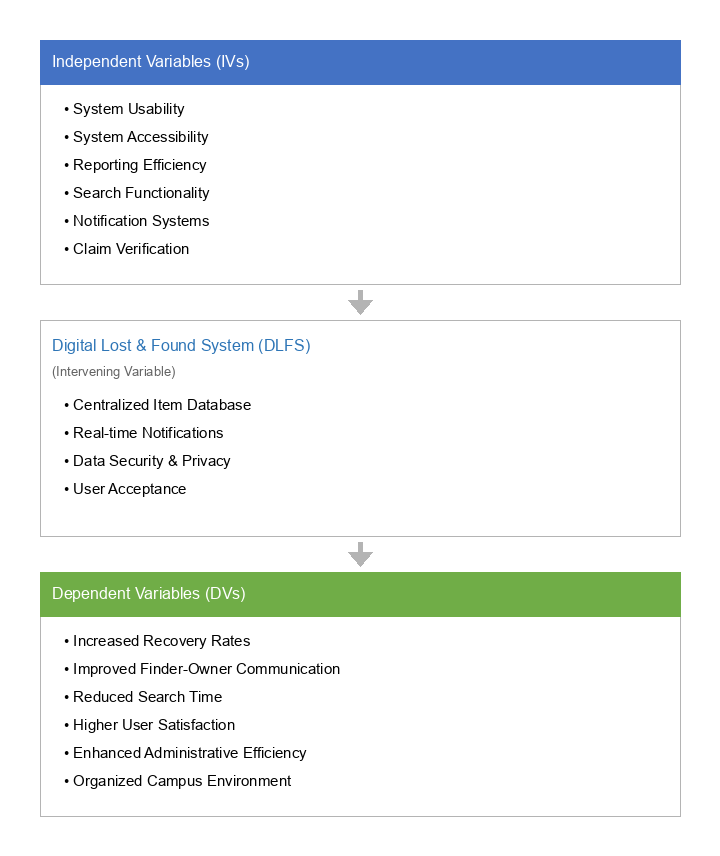 Independent Variables (IVs)
• System Usability
• System Accessibility
• Reporting Efficiency
• Search Functionality
• Notification Systems
• Claim Verification
Digital Lost & Found System (DLFS)
(Intervening Variable)
• Centralized Item Database
• Real-time Notifications
• Data Security & Privacy
• User Acceptance
Dependent Variables (DVs)
• Increased Recovery Rates
• Improved Finder-Owner Communication
• Reduced Search Time
• Higher User Satisfaction
• Enhanced Administrative Efficiency
• Organized Campus Environment